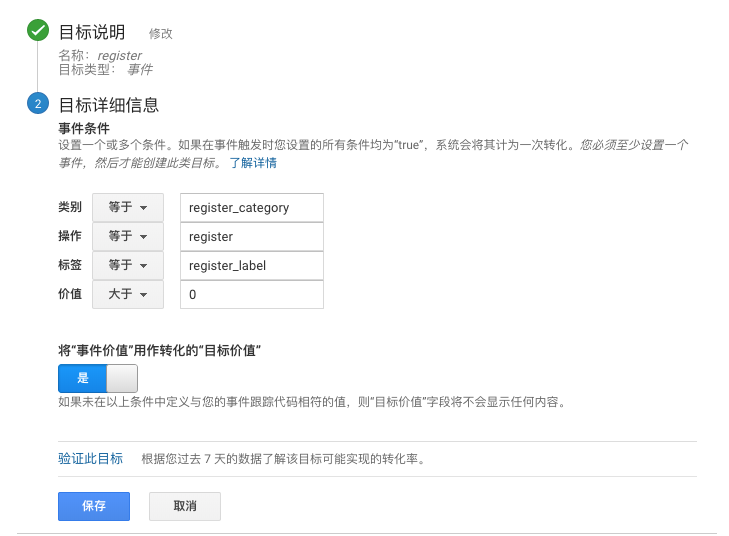 目标说明 修改
名称： register
目标类型： 事件
2 目标详细信息
事件条件
设置一个或多个条件。如果在事件触发时您设置的所有条件均为“true”，系统会将其计为一次转化。您必须至少设置一个
事件，然后才能创建此类目标。 了解详情
类别 等于 register_category
操作 等于 register
标签 等于 register_label
价值 大于 0
将“事件价值”用作转化的“目标价值”
是
如果未在以上条件中定义与您的事件跟踪代码相符的值，则“目标价值”字段将不会显示任何内容。
验证此目标 根据您过去 7 天的数据了解该目标可能实现的转化率。
保存 取消